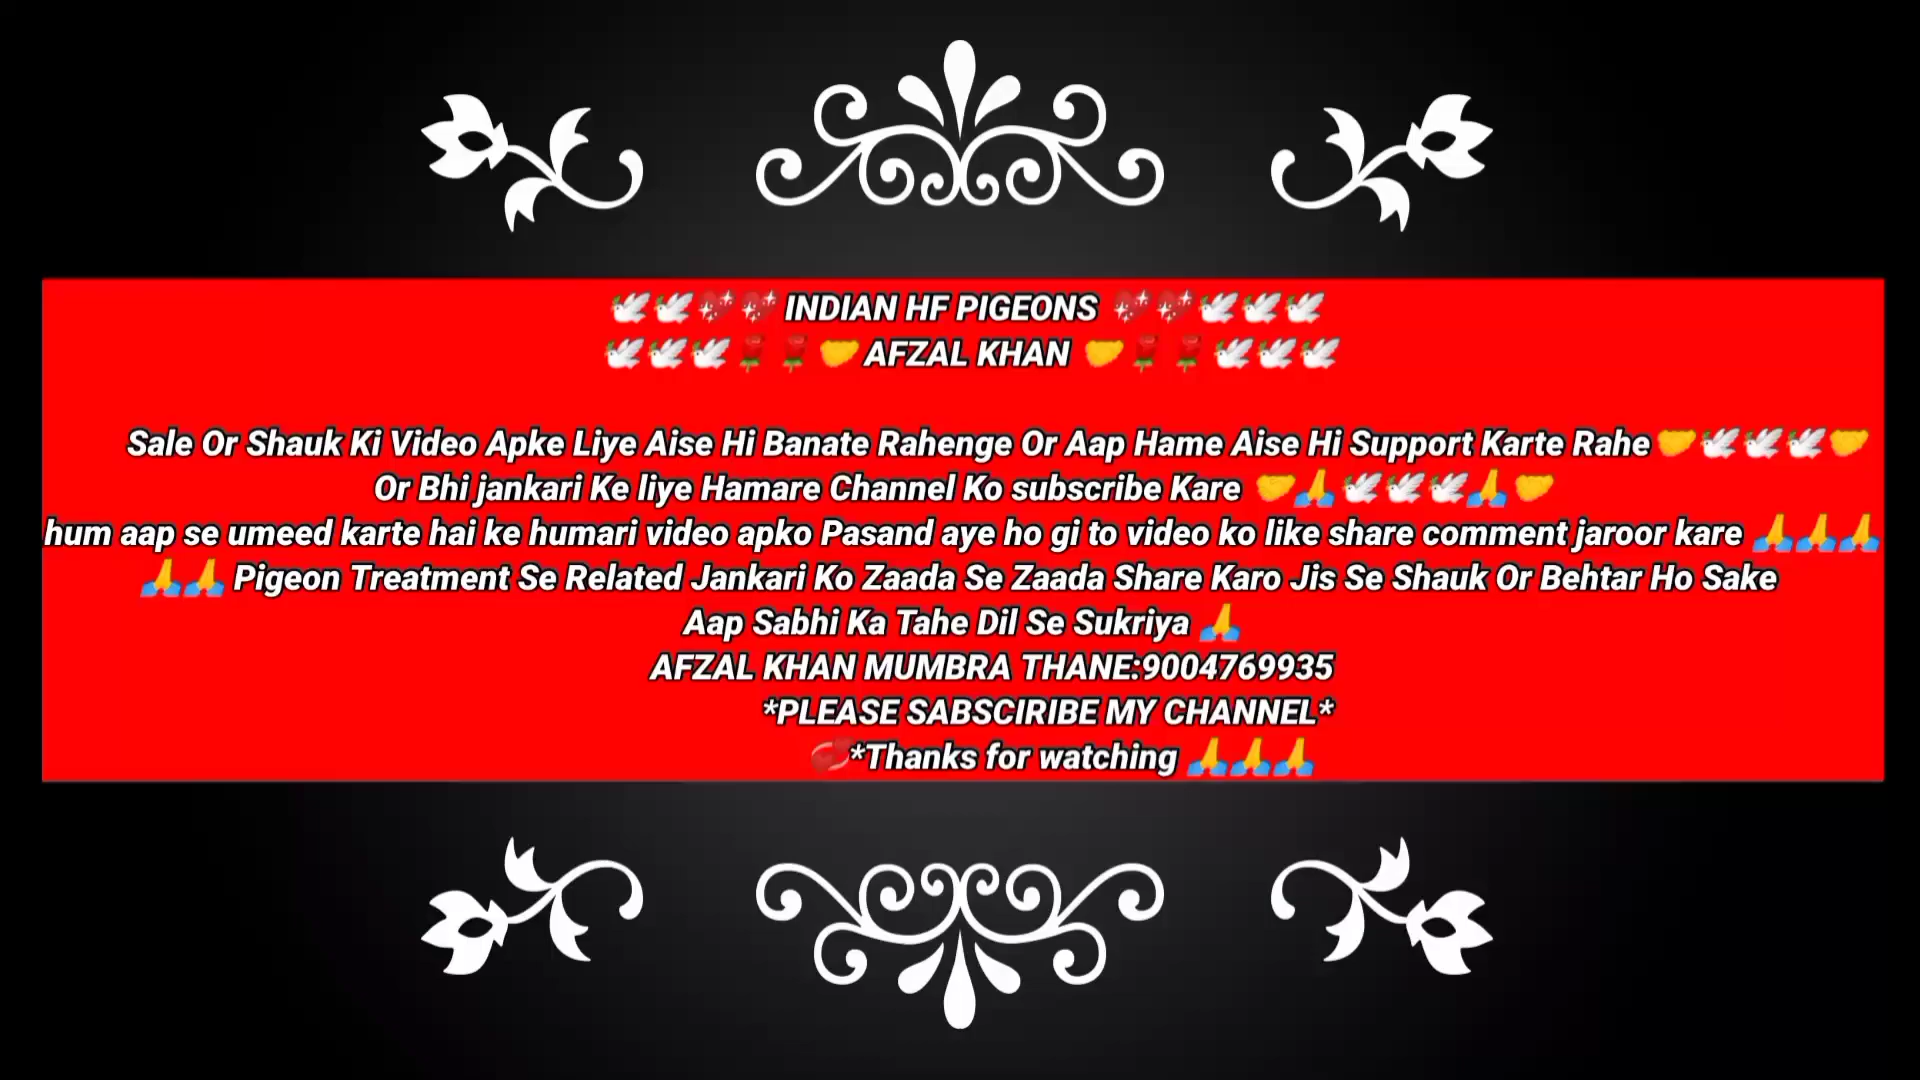 🕊🕊💖💖 INDIAN HF PIGEONS 💖💖🕊🕊🕊
🕊🕊🕊🌹🌹🤝 AFZAL KHAN 🤝🌹🌹🕊🕊🕊
Sale Or Shauk Ki Video Apke Liye Aise Hi Banate Rahenge Or Aap Hame Aise Hi Support Karte Rahe 🤝🕊🕊🕊🤝
Or Bhi jankari Ke liye Hamare Channel Ko subscribe Kare 🤝🙏🕊🕊🕊🙏🤝
hum aap se umeed karte hai ke humari video apko Pasand aye ho gi to video ko like share comment jaroor kare 🙏🙏🙏
🙏🙏 Pigeon Treatment Se Related Jankari Ko Zaada Se Zaada Share Karo Jis Se Shauk Or Behtar Ho Sake
Aap Sabhi Ka Tahe Dil Se Sukriya 🙏
AFZAL KHAN MUMBRA THANE:9004769935
*PLEASE SABSCIRIBE MY CHANNEL*
💞*Thanks for watching 🙏🙏🙏